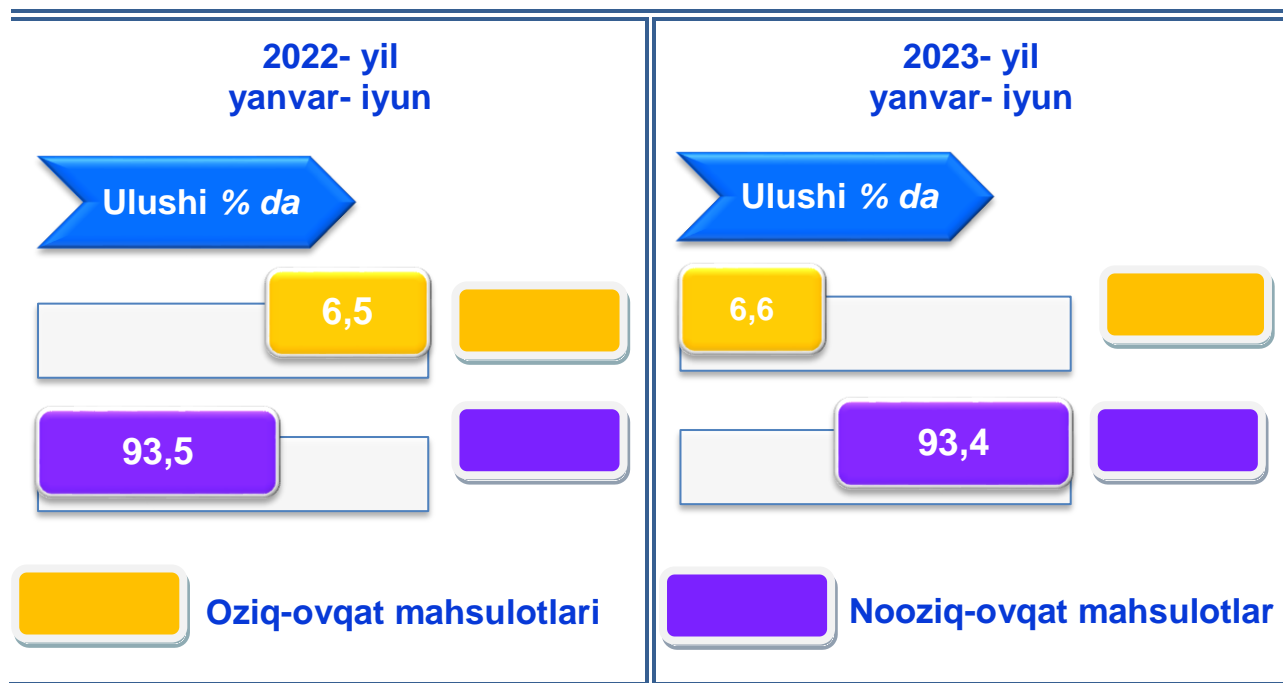 2022- yil
yanvar- iyun
Ulushi % da
6,5
93,5
Oziq-ovqat mahsulotlari
2023- yil
yanvar- iyun
Ulushi % da
6,6
93,4
Nooziq-ovqat mahsulotlar